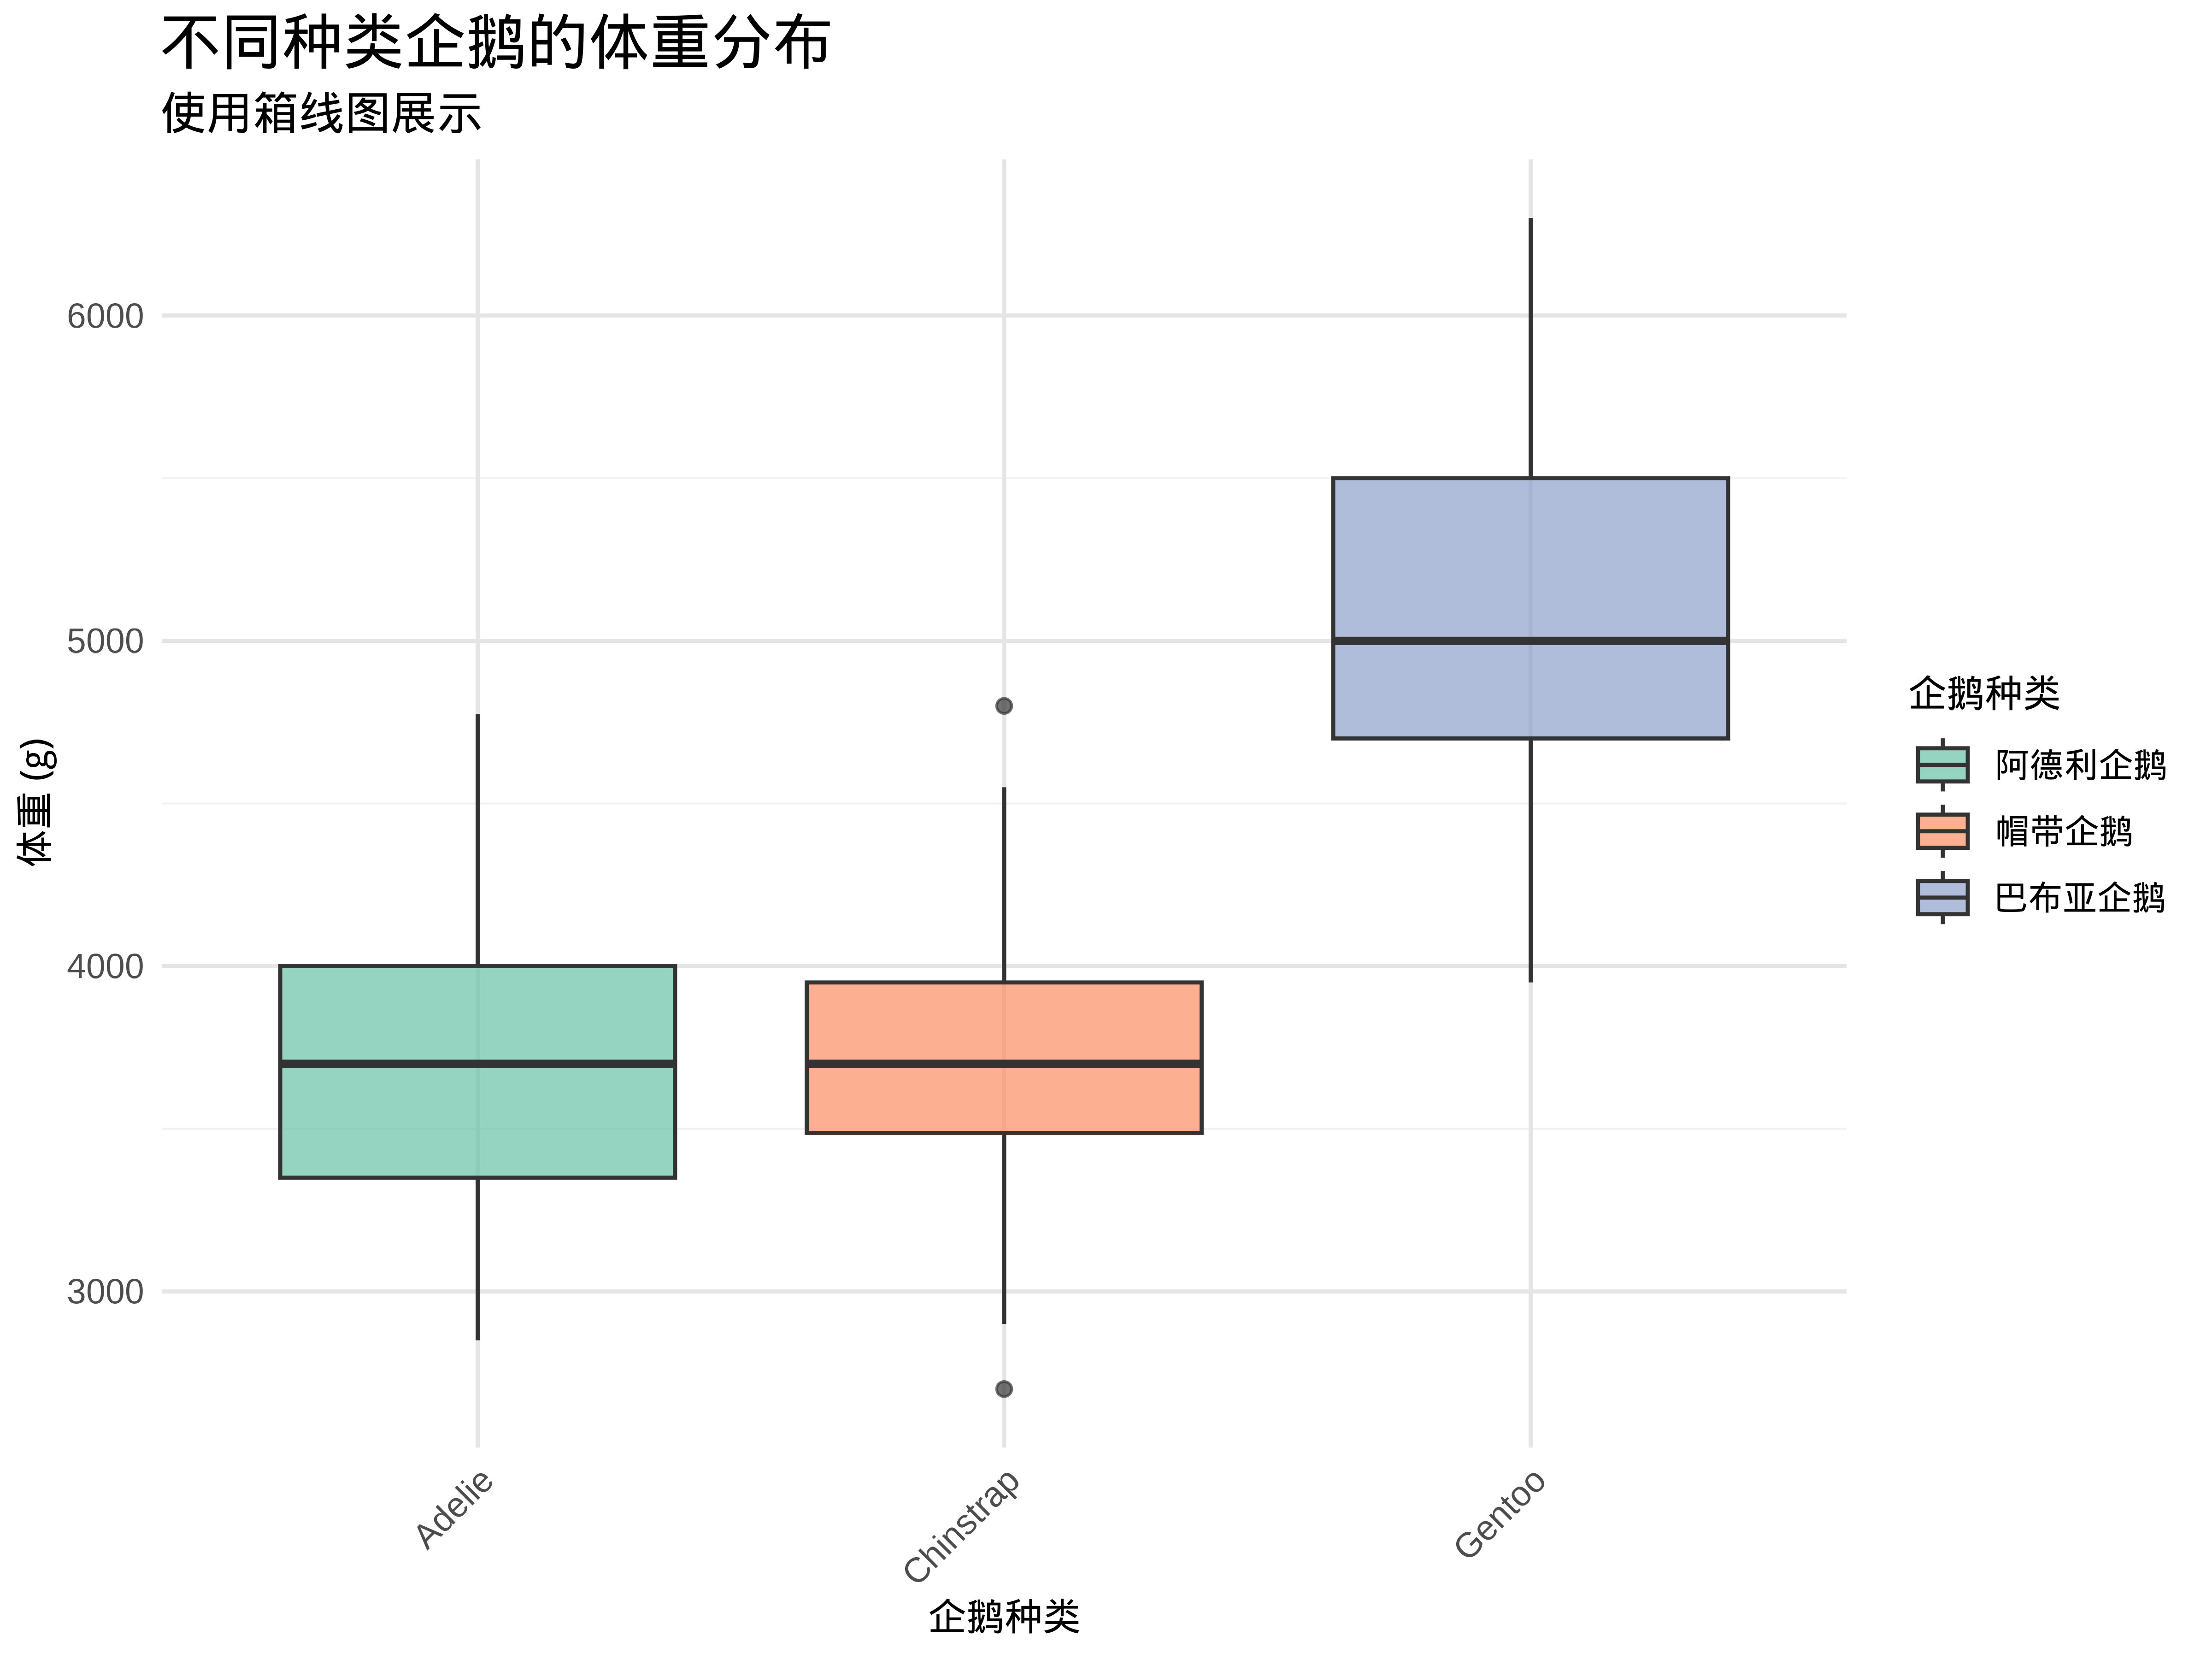 不同种类企鹅的体重分布
使用箱线图展示
体重 (g)
6000
5000
4000
3000
Adelie
Chinstrap
Gentoo
企鹅种类
企鹅种类
阿德利企鹅
帽带企鹅
巴布亚企鹅